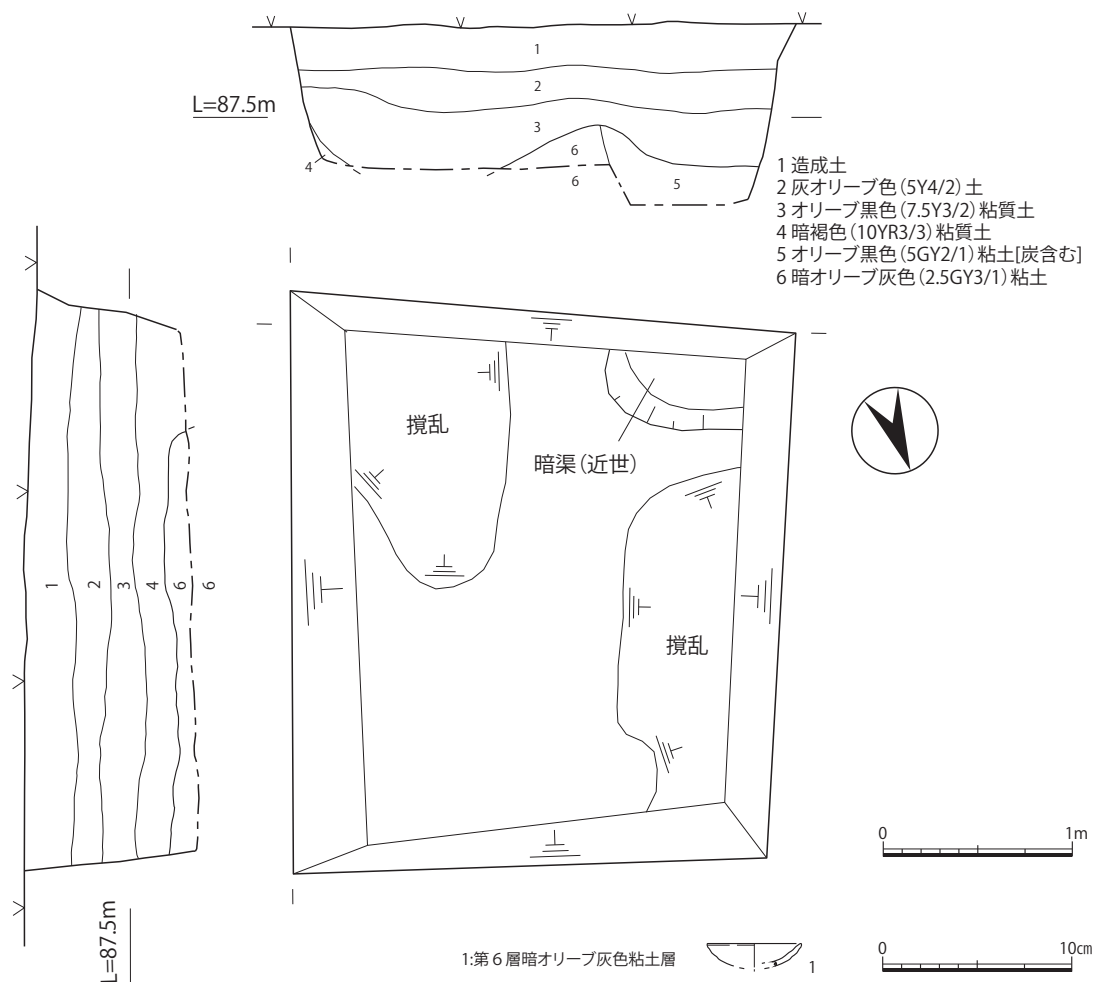 1
2
3
6
4
6
5
L=87.5m
1 造成土
2 灰オリーブ色(5Y4/2)土
3 オリーブ黒色(7.5Y3/2)粘質土
4 暗褐色(10YR3/3)粘質土
5 オリーブ黒色(5GY2/1)粘土[炭含む]
6 暗オリーブ灰色(2.5GY3/1)粘土
撹乱
暗渠(近世)
1 2 3 4 6 6
撹乱
0 1m
L=87.5m
1:第6層暗オリーブ灰色粘土層
1
0 10㎝